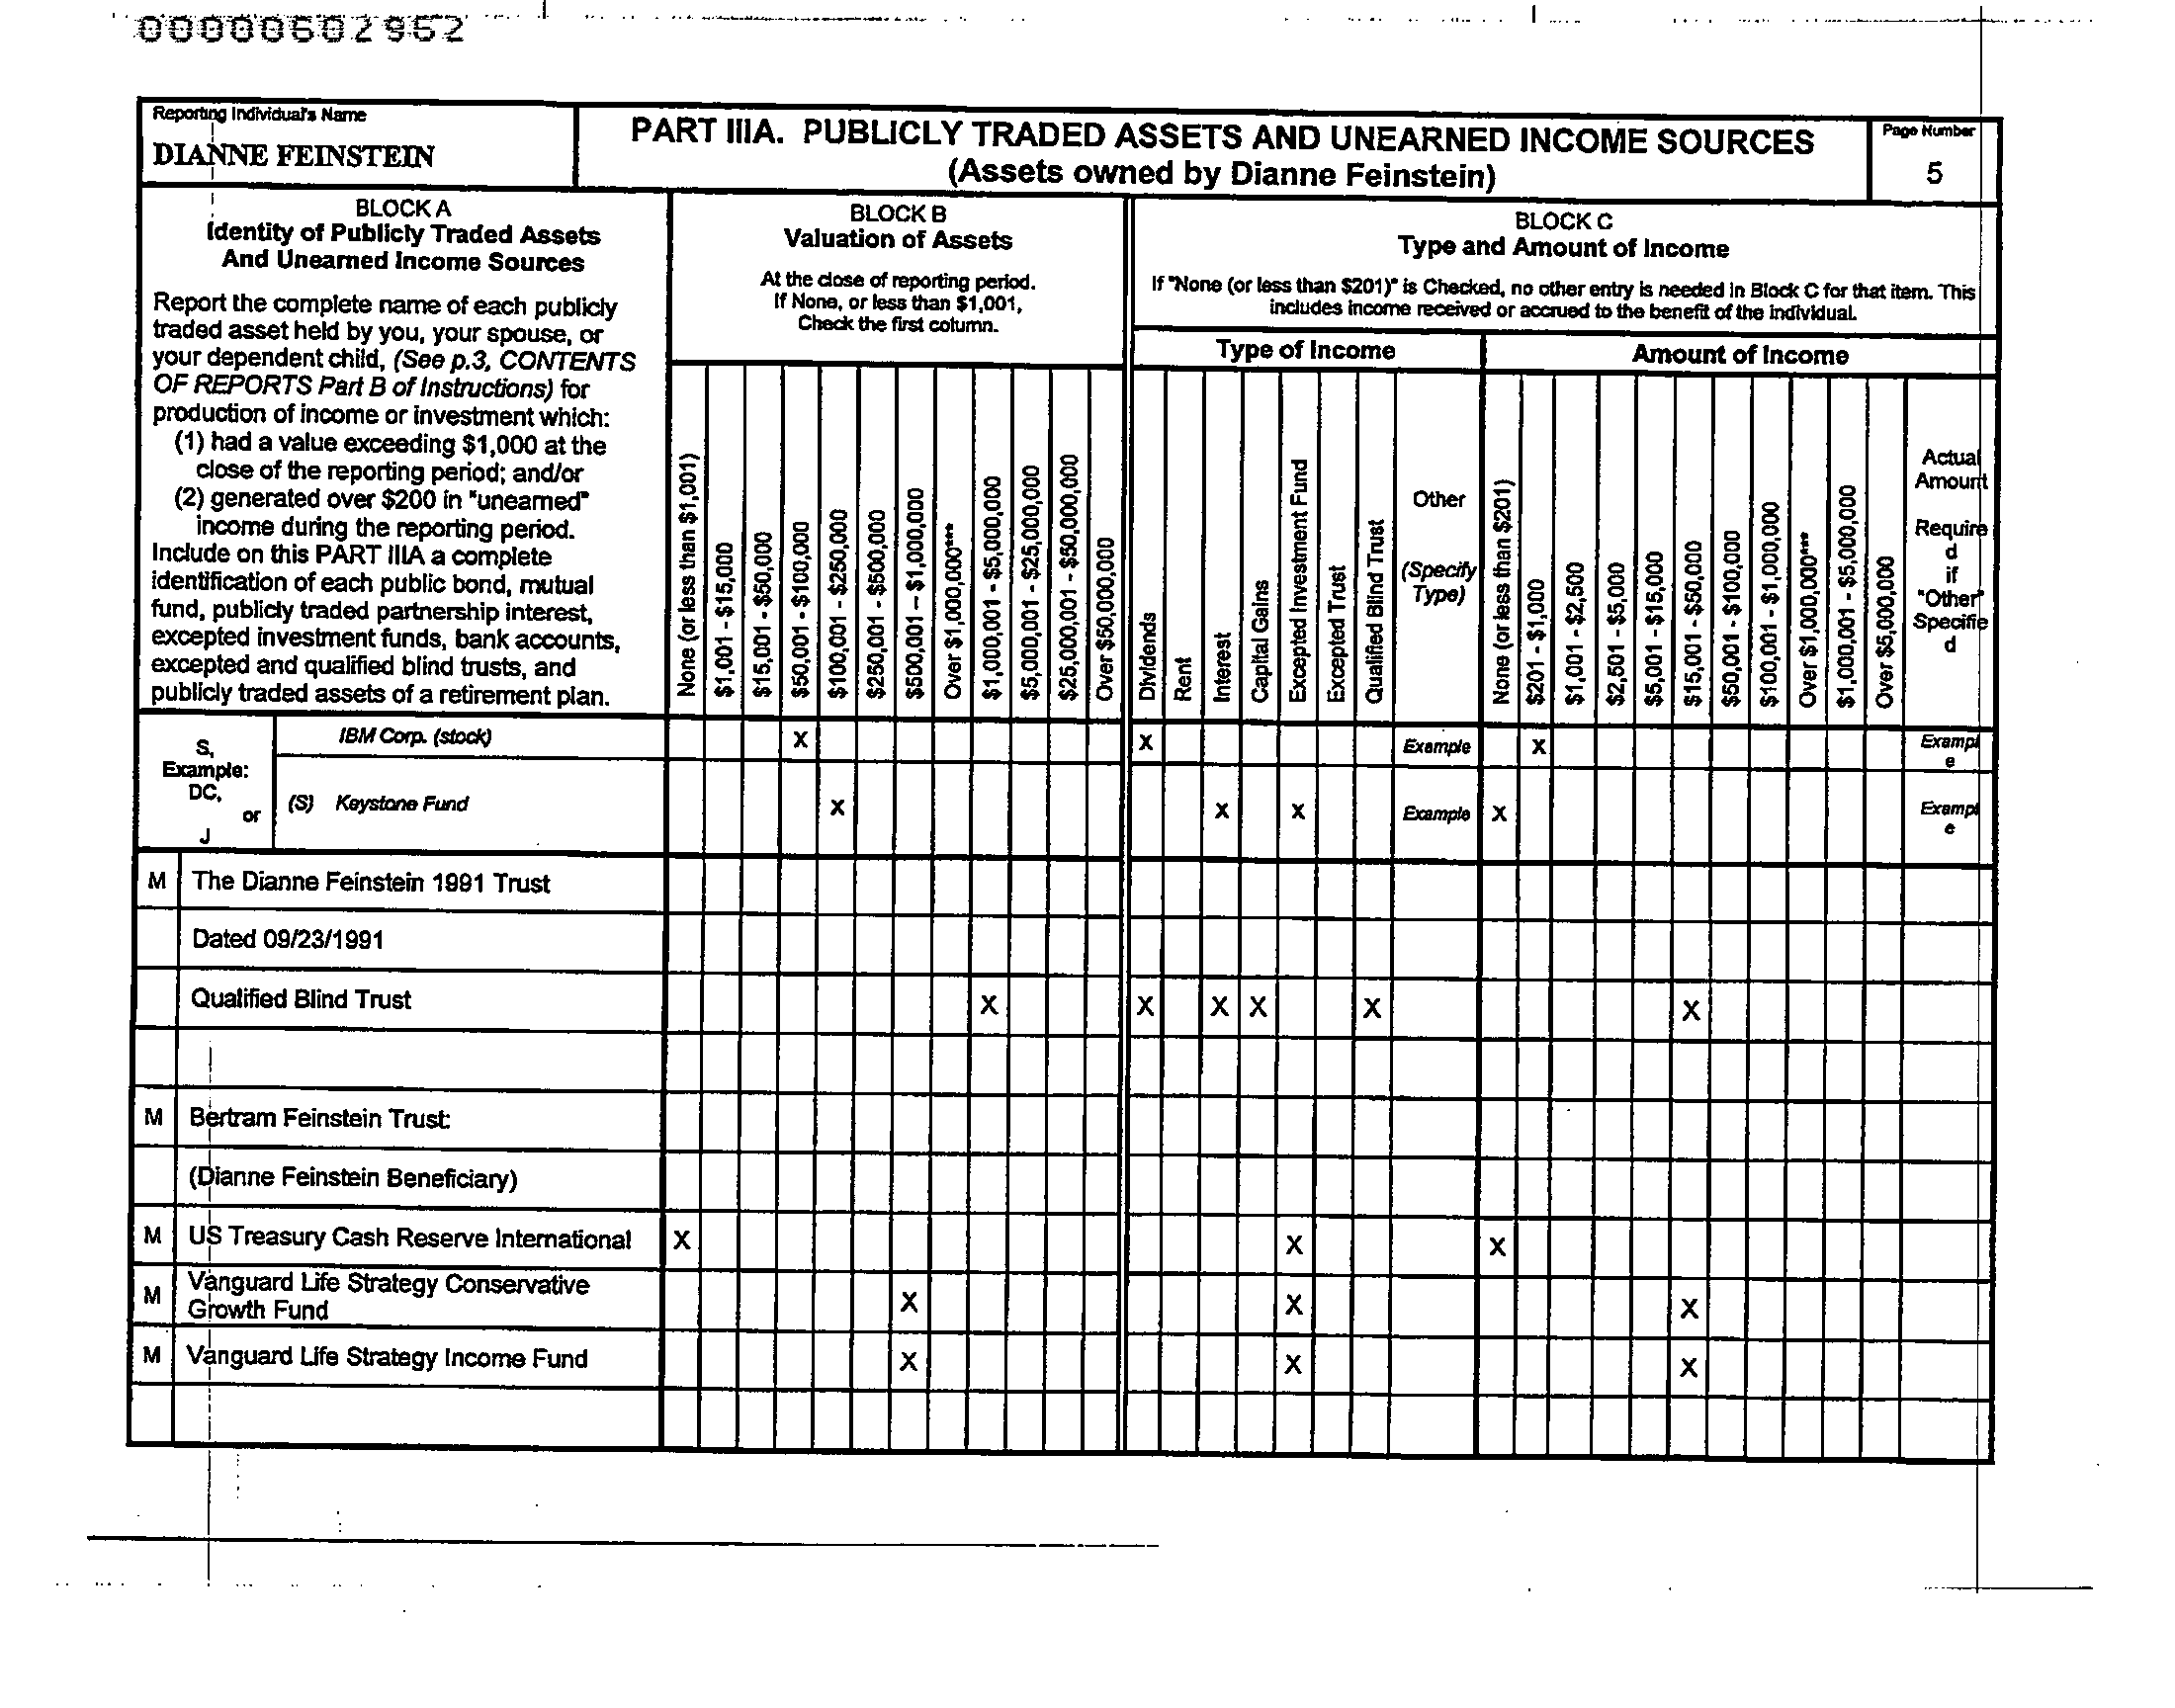 00000502952
Reporting Individual's Name
DIANNE FEINSTEIN
PART IIIA. PUBLICLY TRADED ASSETS AND UNEARNED INCOME SOURCES
(Assets owned by Dianne Feinstein)
Page Number
5
BLOCK A
Identity of Publicly Traded Assets
And Unearned Income Sources
Report the complete name of each publicly
traded asset held by you, your spouse, or
your dependent child, (See p.3, CONTENTS
OF REPORTS Part B of Instructions) for
production of income or investment which:
(1) had a value exceeding $1,000 at the
close of the reporting period; and/or
(2) generated over $200 in "unearned"
income during the reporting period.
Include on this PART IIIA a complete
identification of each public bond, mutual
fund, publicly traded partnership interest,
excepted investment funds, bank accounts,
excepted and qualified blind trusts, and
publicly traded assets of a retirement plan.
BLOCK B
Valuation of Assets
At the close of reporting period.
If None, or less than $1,001,
Check the first column.
None (or less than $1,001)
$1,001 - $15,000
$15,001 - $50,000
$50,001 - $100,000
$100,001 - $250,000
$250,001 - $500,000
$500,001 – $1,000,000
Over $1,000,000***
$1,000,001 - $5,000,000
$5,000,001 - $25,000,000
$25,000,001 - $50,000,000
Over $50,000,000
BLOCK C
Type and Amount of Income
If "None (or less than $201)" is Checked, no other entry is needed in Block C for that item. This
includes income received or accrued to the benefit of the individual.
Type of Income
Amount of Income
Dividends
Rent
Interest
Capital Gains
Excepted Investment Fund
Excepted Trust
Qualified Blind Trust
Other
(Specify
Type)
None (or less than $201)
$201 - $1,000
$1,001 - $2,500
$2,501 - $5,000
$5,001 - $15,000
$15,001 - $50,000
$50,001 - $100,000
$100,001 - $1,000,000
Over $1,000,000***
$1,000,001 - $5,000,000
Over $5,000,000
Actual
Amount
Require
d
if
"Other"
Specifie
d
S,
Example:
DC,
or
J
IBM Corp. (stock) X X Example X Exampl
e
(S) Keystone Fund X X X Example X Exampl
e
M The Dianne Feinstein 1991 Trust
Dated 09/23/1991
Qualified Blind Trust X X X X X X
M Bertram Feinstein Trust:
(Dianne Feinstein Beneficiary)
M US Treasury Cash Reserve International X X X
M Vanguard Life Strategy Conservative
Growth Fund X X X
M Vanguard Life Strategy Income Fund X X X